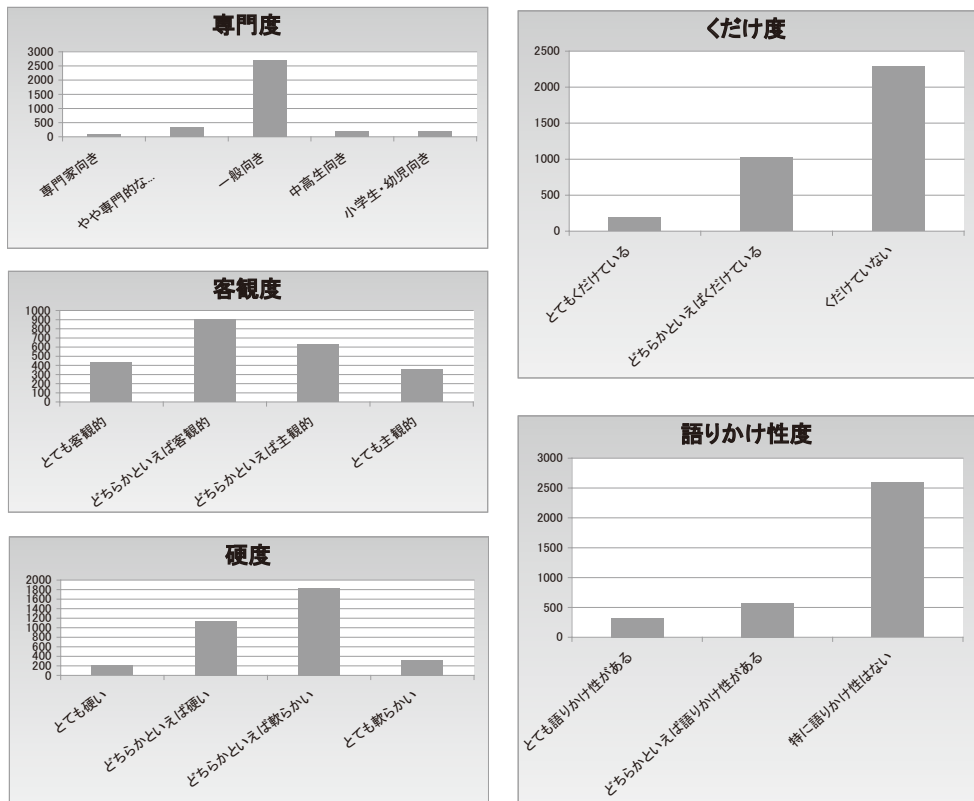 専門度
3000
2500
2000
1500
1000
500
0
専門家向き
やや専門的な...
一般向き
中高生向き
小学生・幼児向き
客観度
1000
900
800
700
600
500
400
300
200
100
0
とても客観的
どちらかといえば客観的
どちらかといえば主観的
とても主観的
硬度
2000
1800
1600
1400
1200
1000
800
600
400
200
0
とても硬い
どちらかといえば硬い
どちらかといえば軟らかい
とても軟らかい
くだけ度
2500
2000
1500
1000
500
0
とてもくだけている
どちらかといえばくだけている
くだけていない
語りかけ性度
3000
2500
2000
1500
1000
500
0
とても語りかけ性がある
どちらかといえば語りかけ性がある
特に語りかけ性はない